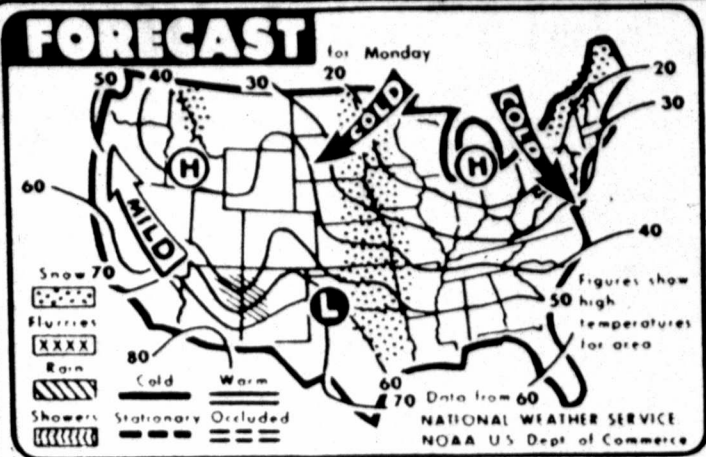 FORECAST
for Monday
50 40 30 20
20
30
COLD
COLD
H
H
MILD
60
40
Snow 70
L
50
Figures show
high
temperatures
for area
Flurries
XXXX
Rain
80
60
70
60
Cold Warm
Showers Stationary Occluded
Data from
NATIONAL WEATHER SERVICE
NOAA U S Dept of Commerce